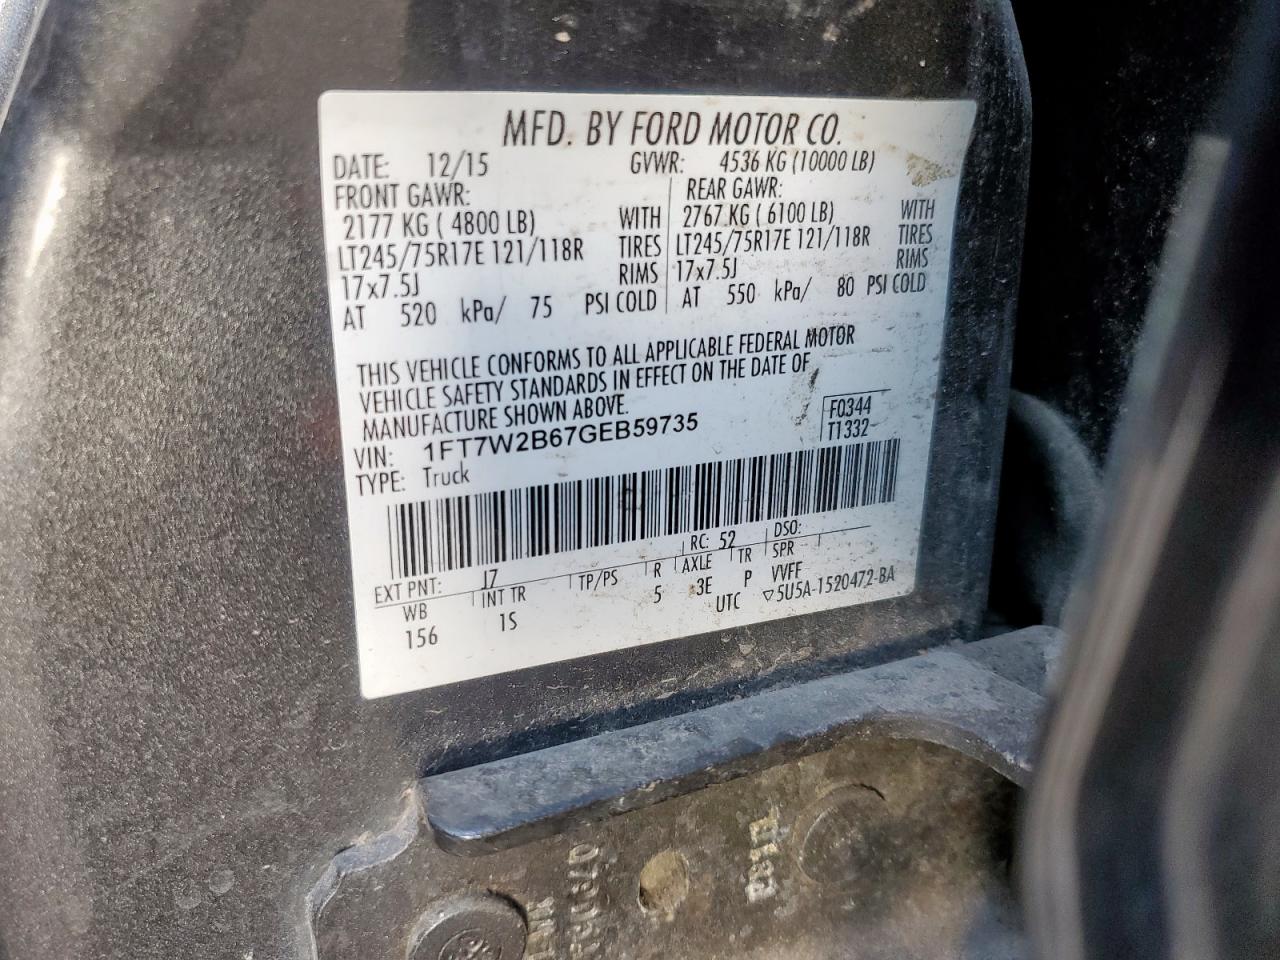 MFD. BY FORD MOTOR CO.
DATE: 12/15 GVWR: 4536 KG (10000 LB)
FRONT GAWR: REAR GAWR:
2177 KG ( 4800 LB) WITH 2767 KG ( 6100 LB) WITH
LT245/75R17E 121/118R TIRES LT245/75R17E 121/118R TIRES
17x7.5J RIMS 17x7.5J RIMS
AT 520 kPa/ 75 PSI COLD AT 550 kPa/ 80 PSI COLD
THIS VEHICLE CONFORMS TO ALL APPLICABLE FEDERAL MOTOR
VEHICLE SAFETY STANDARDS IN EFFECT ON THE DATE OF
MANUFACTURE SHOWN ABOVE.
F0344
VIN: 1FT7W2B67GEB59735 T1332
TYPE: Truck
RC: 52 DSO:
EXT PNT: J7
WB INT TR TP/PS R AXLE TR SPR
156 1S 5 3E P VVFF
UTC ▽5U5A-1520472-BA